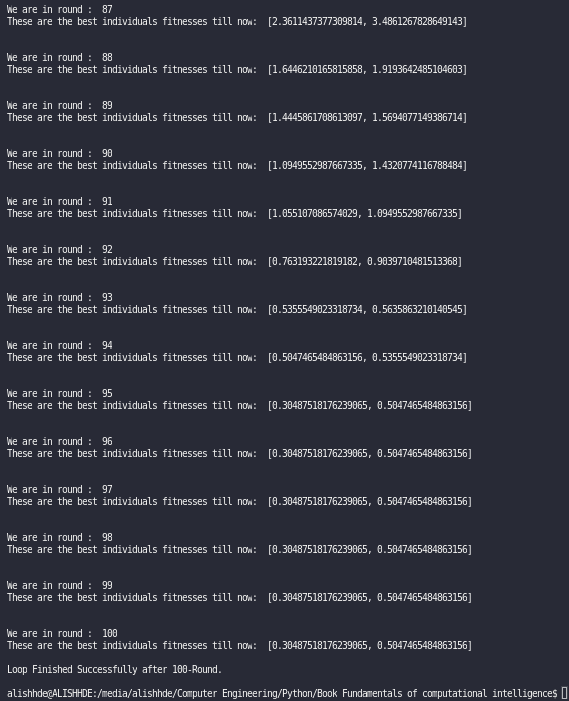 We are in round :  87
These are the best individuals fitnesses till now:  [2.3611437377309814, 3.4861267828649143]
We are in round :  88
These are the best individuals fitnesses till now:  [1.6446210165815858, 1.9193642485104603]
We are in round :  89
These are the best individuals fitnesses till now:  [1.4445861708613097, 1.5694077149386714]
We are in round :  90
These are the best individuals fitnesses till now:  [1.0949552987667335, 1.4320774116788484]
We are in round :  91
These are the best individuals fitnesses till now:  [1.055107086574029, 1.0949552987667335]
We are in round :  92
These are the best individuals fitnesses till now:  [0.763193221819182, 0.9039710481513368]
We are in round :  93
These are the best individuals fitnesses till now:  [0.5355549023318734, 0.5635863210140545]
We are in round :  94
These are the best individuals fitnesses till now:  [0.5047465484863156, 0.5355549023318734]
We are in round :  95
These are the best individuals fitnesses till now:  [0.30487518176239065, 0.5047465484863156]
We are in round :  96
These are the best individuals fitnesses till now:  [0.30487518176239065, 0.5047465484863156]
We are in round :  97
These are the best individuals fitnesses till now:  [0.30487518176239065, 0.5047465484863156]
We are in round :  98
These are the best individuals fitnesses till now:  [0.30487518176239065, 0.5047465484863156]
We are in round :  99
These are the best individuals fitnesses till now:  [0.30487518176239065, 0.5047465484863156]
We are in round :  100
These are the best individuals fitnesses till now:  [0.30487518176239065, 0.5047465484863156]
Loop Finished Successfully after 100-Round.
alishhde@ALISHHDE:/media/alishhde/Computer Engineering/Python/Book Fundamentals of computational intelligence$